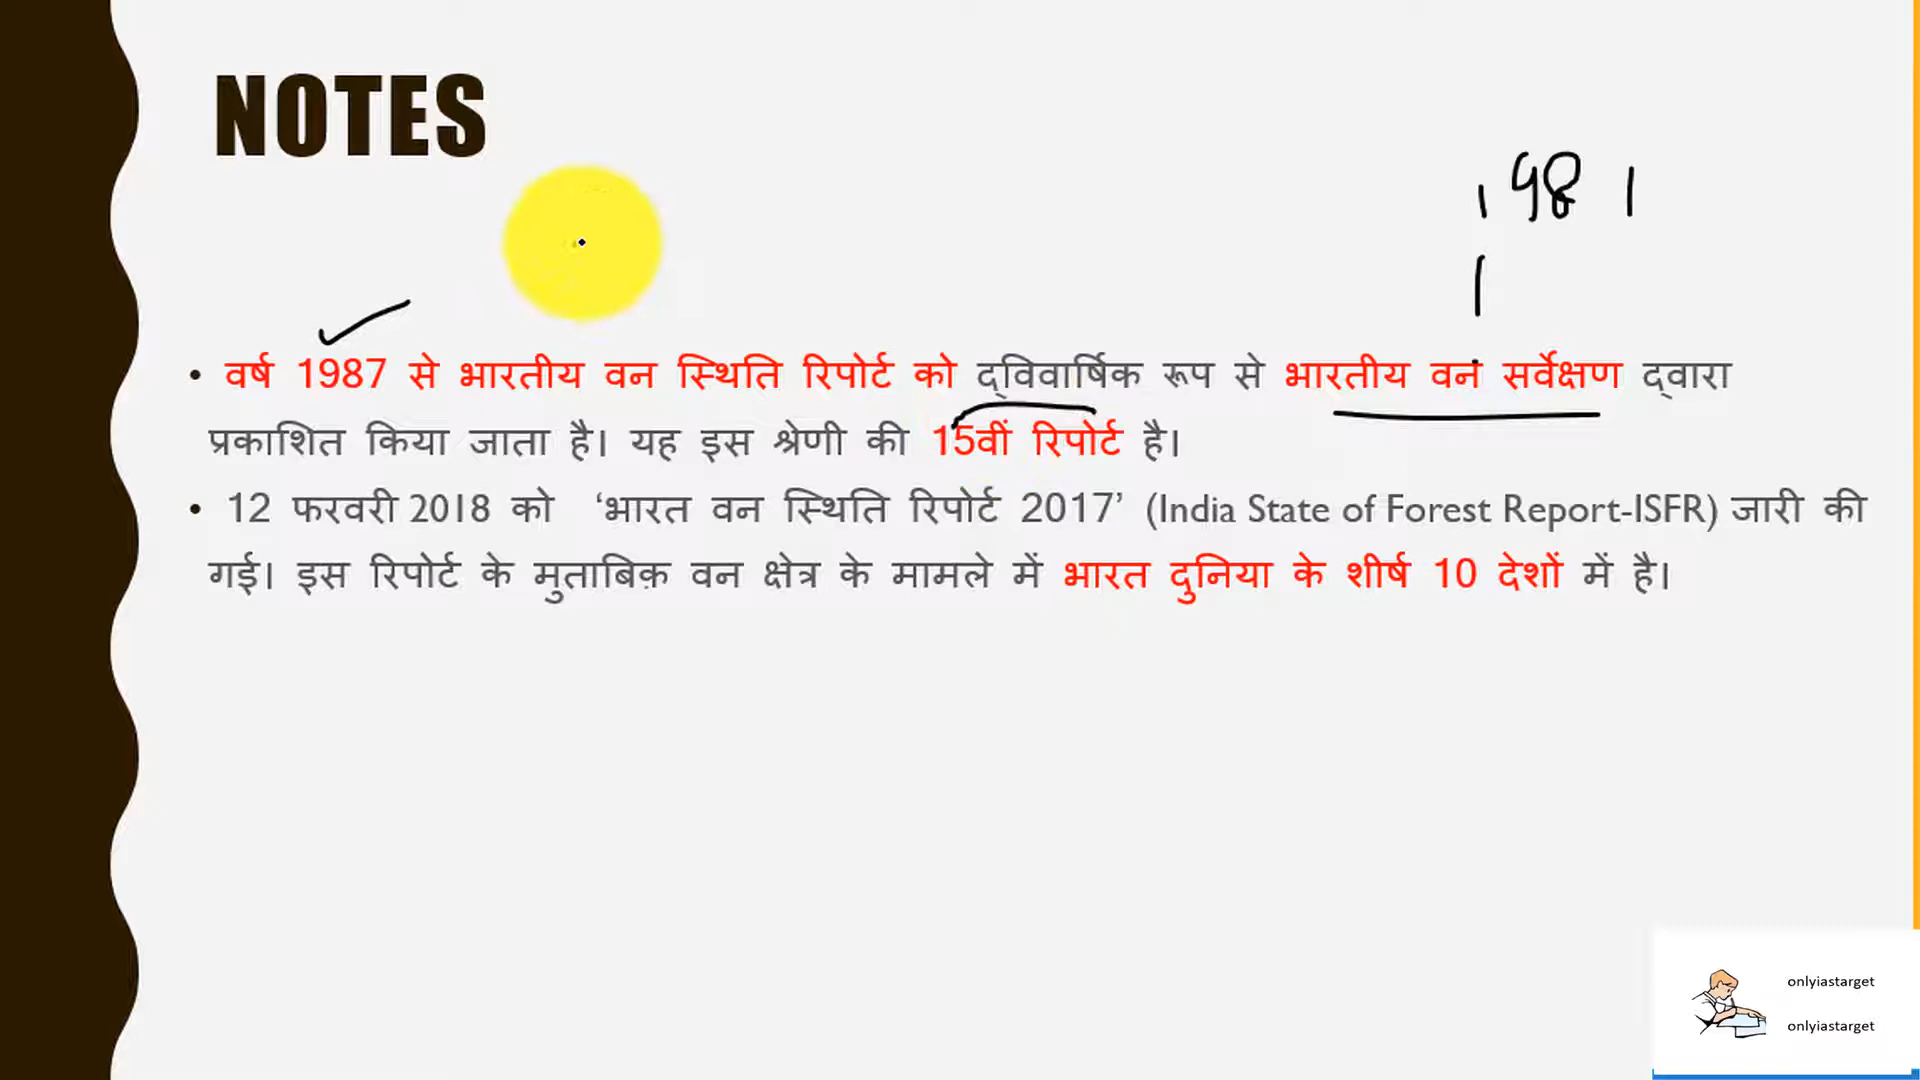 NOTES
1981
• वर्ष 1987 से भारतीय वन स्थिति रिपोर्ट को द्विवार्षिक रूप से भारतीय वन सर्वेक्षण द्वारा
प्रकाशित किया जाता है। यह इस श्रेणी की 15वीं रिपोर्ट है।
• 12 फरवरी 2018 को ‘भारत वन स्थिति रिपोर्ट 2017’ (India State of Forest Report-ISFR) जारी की
गई। इस रिपोर्ट के मुताबिक़ वन क्षेत्र के मामले में भारत दुनिया के शीर्ष 10 देशों में है।
onlyiastarget
onlyiastarget